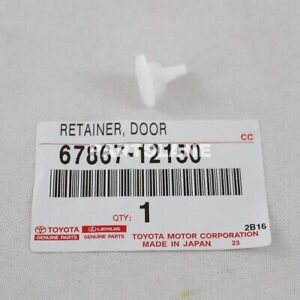 RETAINER, DOOR
CC
67867-12150
QTY:
1
2B16
TOYOTA LEXUS
GENUINE PARTS GENUINE PARTS
TOYOTA MOTOR CORPORATION
MADE IN JAPAN 23